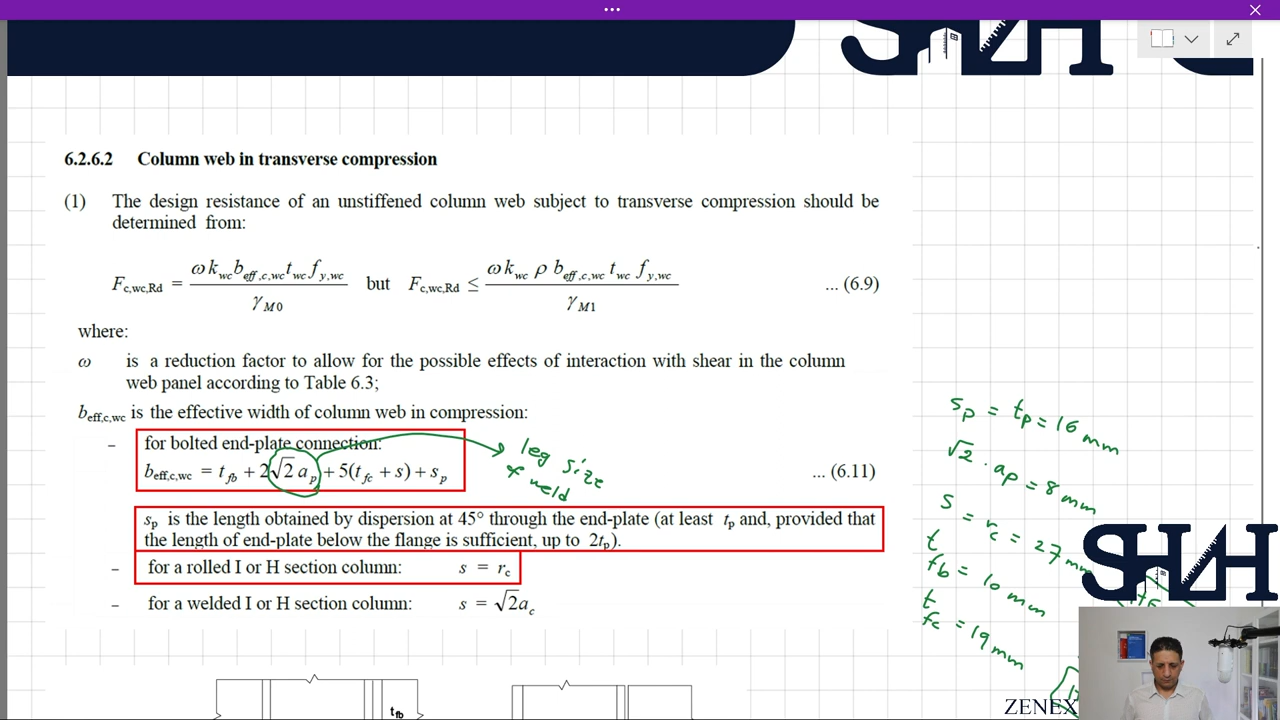 SHZH
6.2.6.2 Column web in transverse compression
(1) The design resistance of an unstiffened column web subject to transverse compression should be
determined from:
F_c,wc,Rd = ω k_wc b_eff,c,wc t_wc f_y,wc / γ_M0 but F_c,wc,Rd ≤ ω k_wc ρ b_eff,c,wc t_wc f_y,wc / γ_M1 ... (6.9)
where:
ω is a reduction factor to allow for the possible effects of interaction with shear in the column
web panel according to Table 6.3;
b_eff,c,wc is the effective width of column web in compression:
– for bolted end-plate connection:
b_eff,c,wc = t_fb + 2√2 a_p + 5(t_fc + s) + s_p ... (6.11)
leg size
of weld
s_p is the length obtained by dispersion at 45° through the end-plate (at least t_p and, provided that
the length of end-plate below the flange is sufficient, up to 2t_p).
– for a rolled I or H section column: s = r_c
– for a welded I or H section column: s = √2a_c
s_p = t_p = 16 mm
√2 · a_p = 8 mm
s = r_c = 27 mm
t_fb = 10 mm
t_fc = 19 mm
SHZH
t_fb
ZENEX